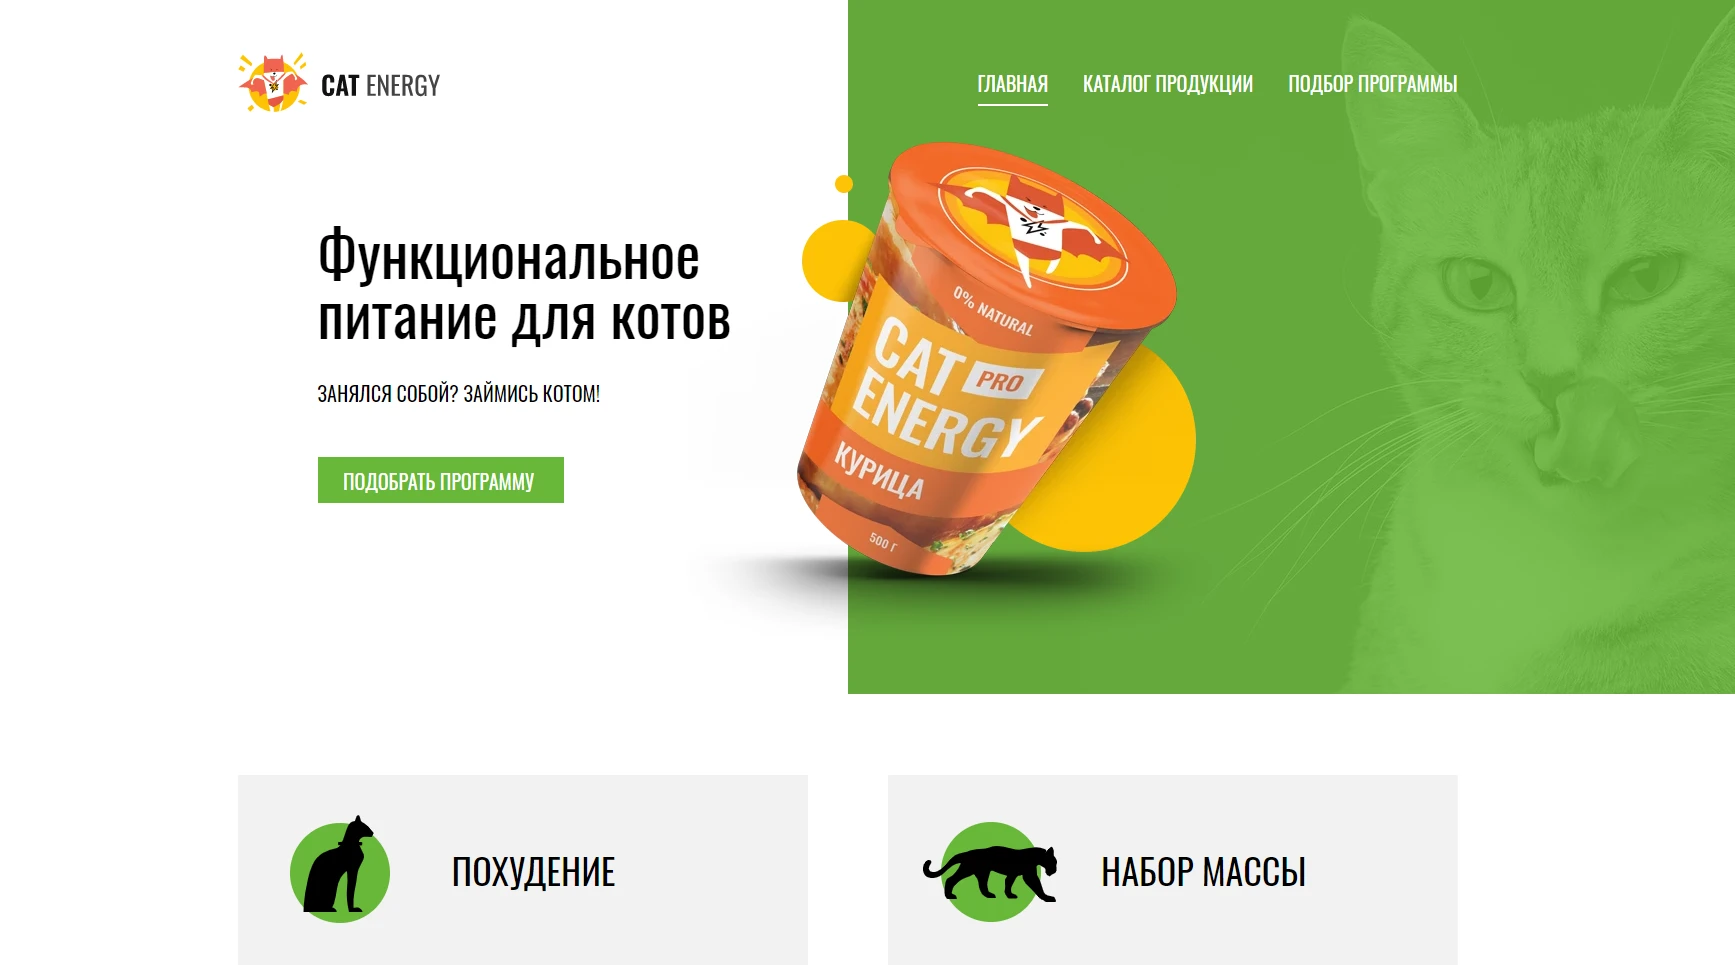 CAT ENERGY
ГЛАВНАЯ
КАТАЛОГ ПРОДУКЦИИ
ПОДБОР ПРОГРАММЫ
Функциональное
питание для котов
ЗАНЯЛСЯ СОБОЙ? ЗАЙМИСЬ КОТОМ!
ПОДОБРАТЬ ПРОГРАММУ
0% NATURAL
CAT PRO
ENERGY
КУРИЦА
500 Г
ПОХУДЕНИЕ
НАБОР МАССЫ